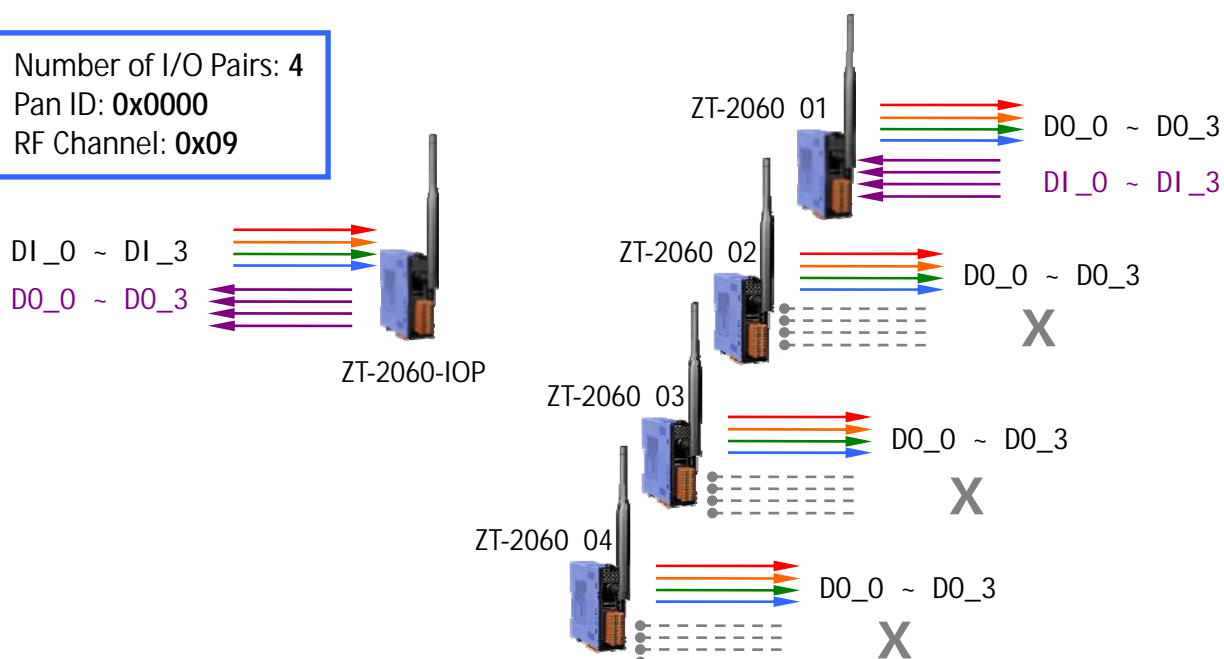 Number of I/O Pairs: 4
Pan ID: 0x0000
RF Channel: 0x09
DI_0 ~ DI_3
DO_0 ~ DO_3
ZT-2060-IOP
ZT-2060 01
DO_0 ~ DO_3
DI_0 ~ DI_3
ZT-2060 02
DO_0 ~ DO_3
X
ZT-2060 03
DO_0 ~ DO_3
X
ZT-2060 04
DO_0 ~ DO_3
X